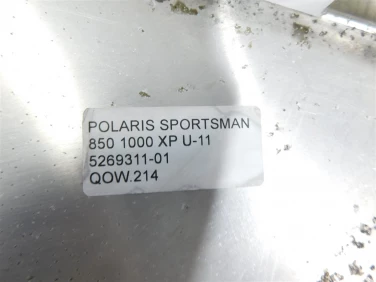 POLARIS SPORTSMAN
850 1000 XP U-11
5269311-01
QOW.214